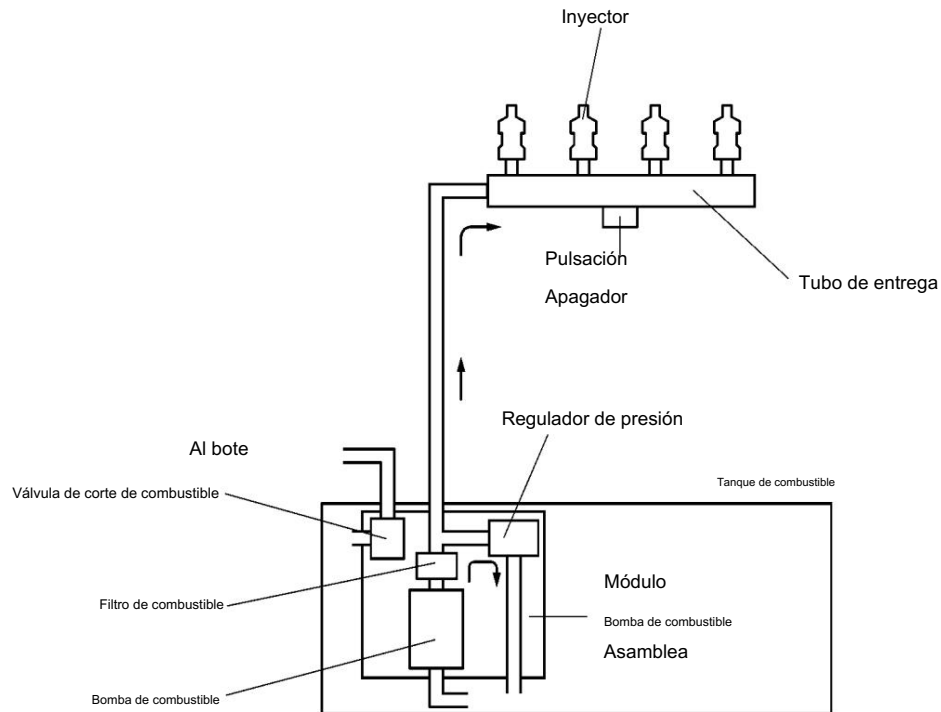 Inyector
Pulsación
Apagador
Tubo de entrega
Regulador de presión
Al bote
Tanque de combustible
Válvula de corte de combustible
Módulo
Filtro de combustible
Bomba de combustible
Asamblea
Bomba de combustible